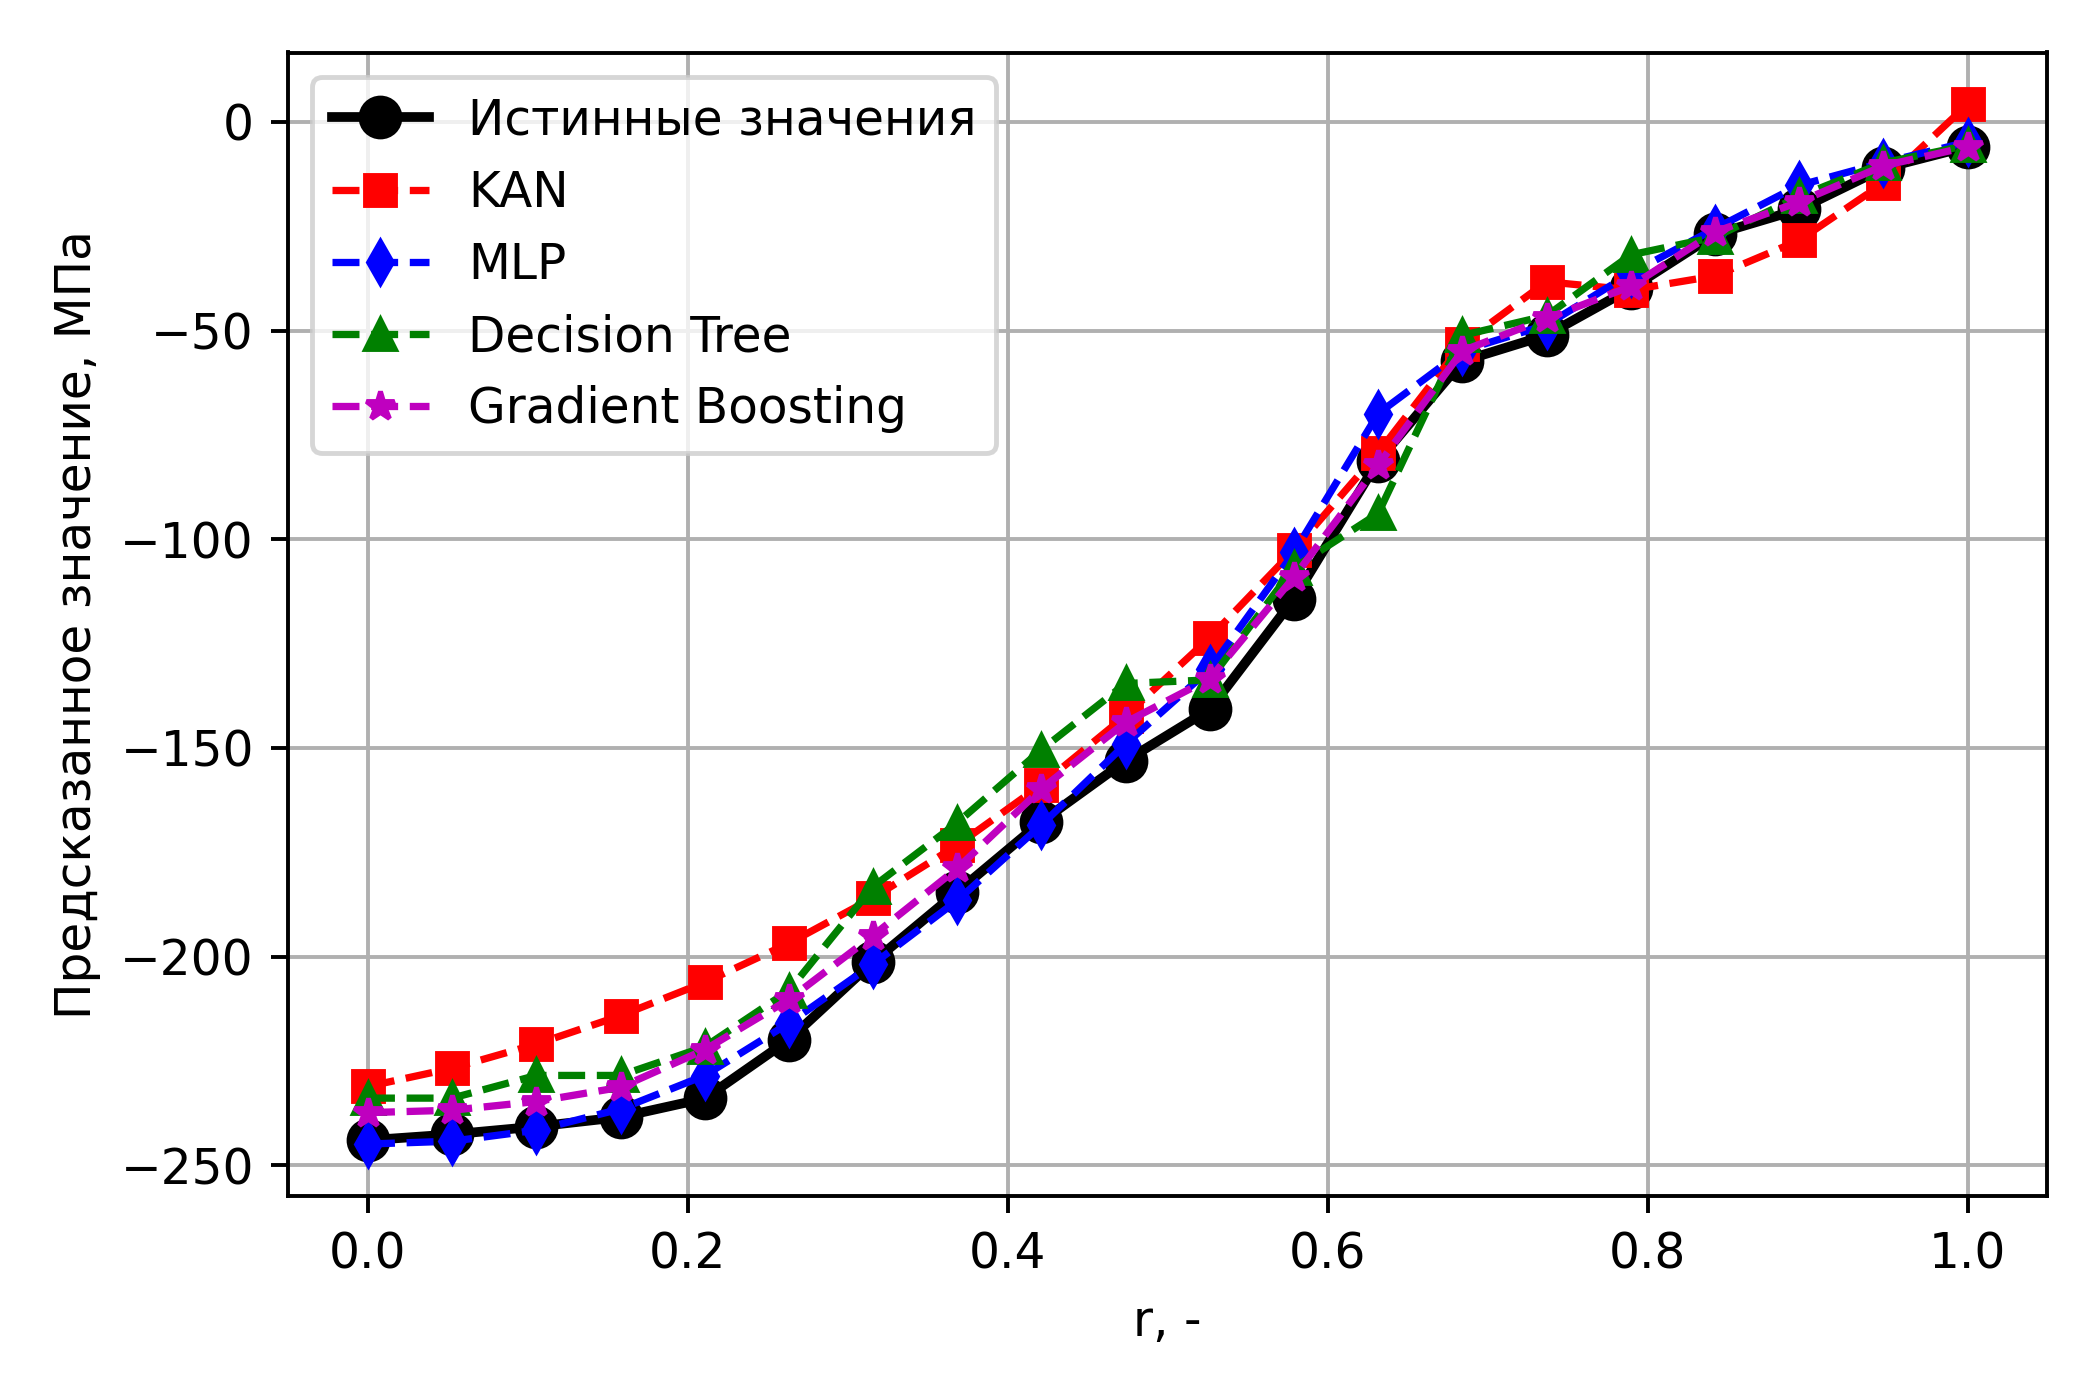 Истинные значения
KAN
MLP
Decision Tree
Gradient Boosting
Предсказанное значение, МПа
0
−50
−100
−150
−200
−250
0.0 0.2 0.4 0.6 0.8 1.0
r, -